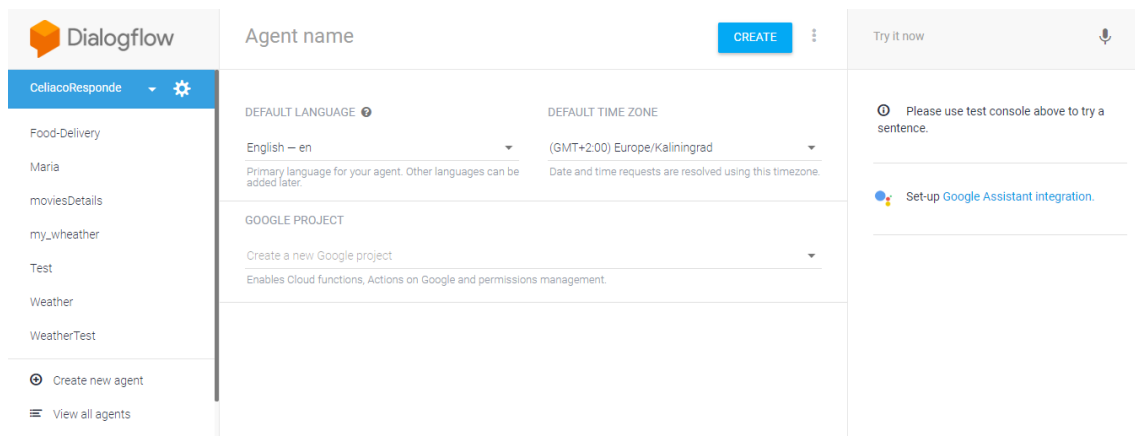 Dialogflow
CeliacoResponde
Food-Delivery
Maria
moviesDetails
my_wheather
Test
Weather
WeatherTest
Create new agent
View all agents
Agent name
CREATE
DEFAULT LANGUAGE
English — en
Primary language for your agent. Other languages can be
added later.
DEFAULT TIME ZONE
(GMT+2:00) Europe/Kaliningrad
Date and time requests are resolved using this timezone.
GOOGLE PROJECT
Create a new Google project
Enables Cloud functions, Actions on Google and permissions management.
Try it now
Please use test console above to try a
sentence.
Set-up Google Assistant integration.